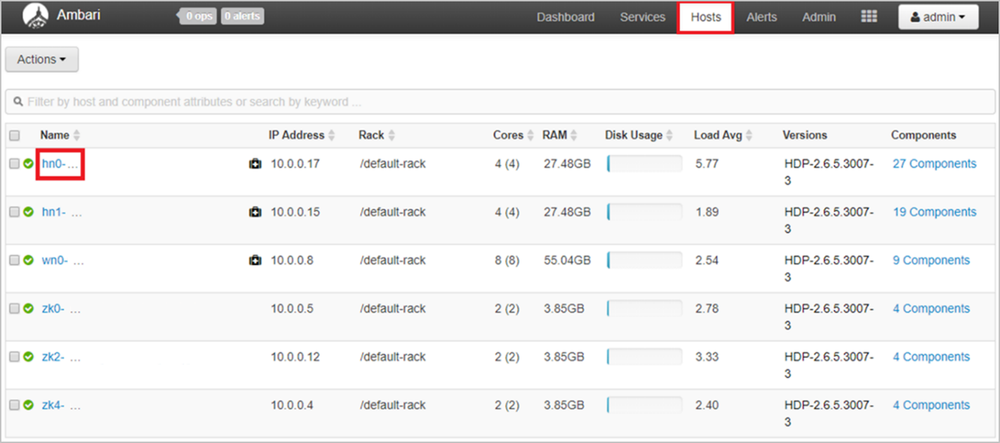 Ambari 0 ops 0 alerts Dashboard Services Hosts Alerts Admin admin
Actions
Filter by host and component attributes or search by keyword ...
Name IP Address Rack Cores RAM Disk Usage Load Avg Versions Components
hn0-... 10.0.0.17 /default-rack 4 (4) 27.48GB 5.77 HDP-2.6.5.3007- 27 Components
3
hn1- ... 10.0.0.15 /default-rack 4 (4) 27.48GB 1.89 HDP-2.6.5.3007- 19 Components
3
wn0- ... 10.0.0.8 /default-rack 8 (8) 55.04GB 2.54 HDP-2.6.5.3007- 9 Components
3
zk0- ... 10.0.0.5 /default-rack 2 (2) 3.85GB 2.78 HDP-2.6.5.3007- 4 Components
3
zk2- ... 10.0.0.12 /default-rack 2 (2) 3.85GB 3.33 HDP-2.6.5.3007- 4 Components
3
zk4- ... 10.0.0.4 /default-rack 2 (2) 3.85GB 2.40 HDP-2.6.5.3007- 4 Components
3